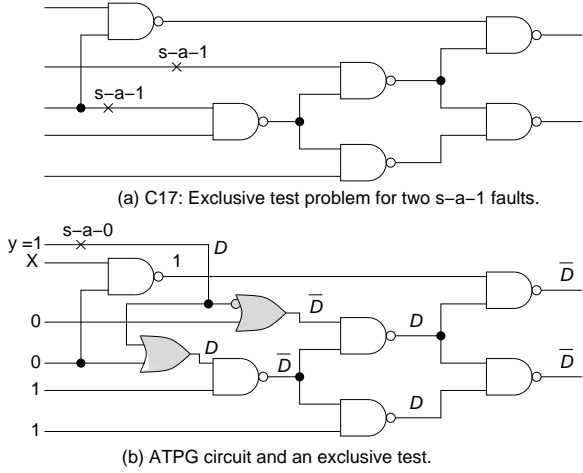 s-a-1
s-a-1
(a) C17: Exclusive test problem for two s-a-1 faults.
s-a-0
y =1
D
X
1
D̅
0
D
0
D
D̅
1
D
1
D̅
D̅
(b) ATPG circuit and an exclusive test.